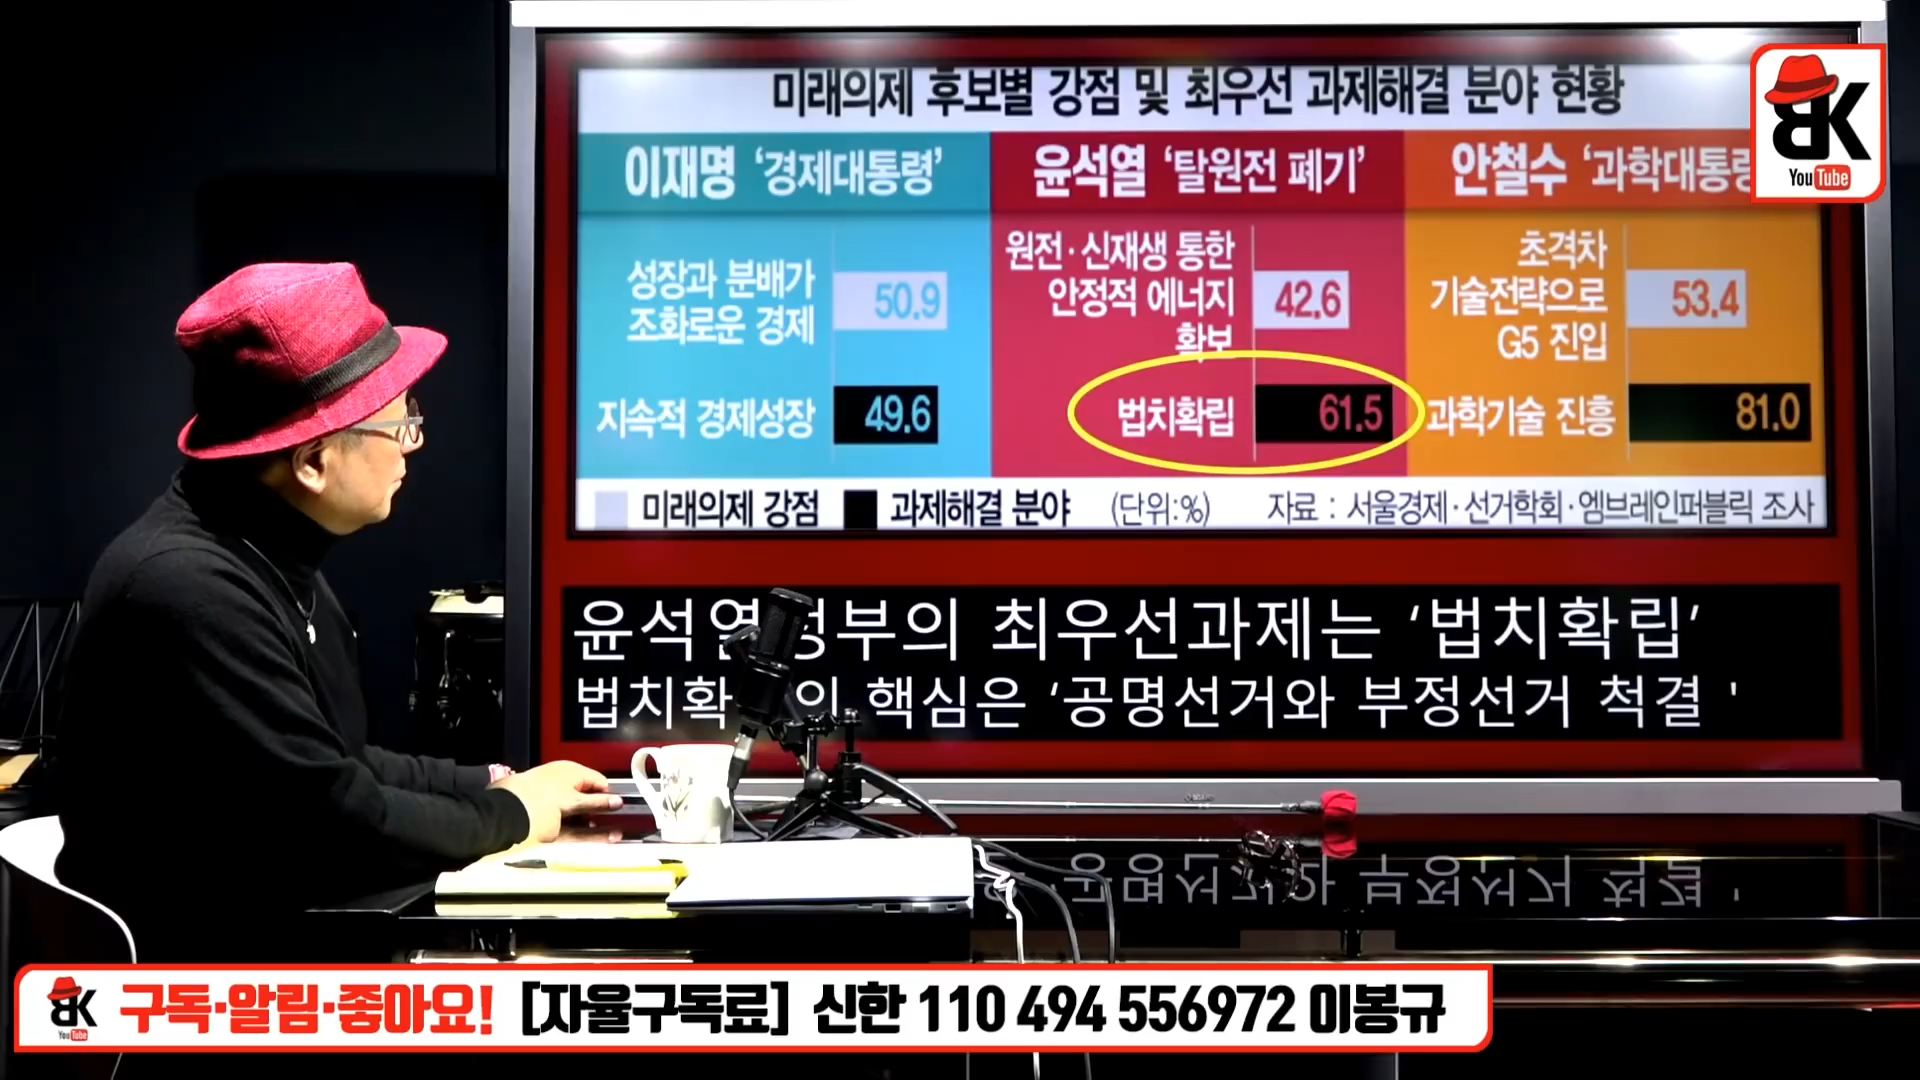 미래의제 후보별 강점 및 최우선 과제해결 분야 현황
BK
YouTube
이재명 '경제대통령'
윤석열 '탈원전 폐기'
안철수 '과학대통령
성장과 분배가
조화로운 경제
50.9
원전·신재생 통한
안정적 에너지
확보
42.6
초격차
기술전략으로
G5 진입
53.4
지속적 경제성장
49.6
법치확립
61.5
과학기술 진흥
81.0
미래의제 강점
과제해결 분야
(단위:%)
자료 : 서울경제·선거학회·엠브레인퍼블릭 조사
윤석열정부의 최우선과제는 '법치확립'
핵심은 '공명선거와 부정선거 척결 '
BK
YouTube
구독·알림·좋아요! [자율구독료] 신한 110 494 556972 이봉규